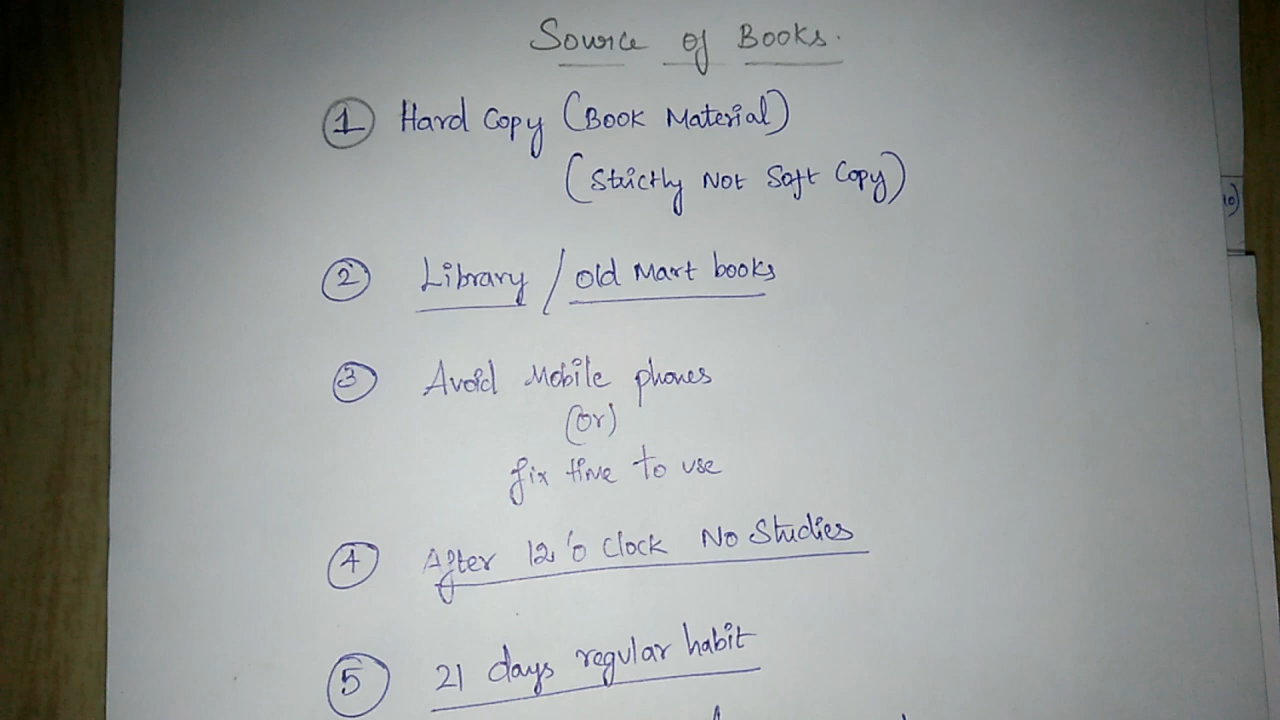 Source of Books.
1 Hard Copy (Book Material)
(Strictly Not Soft Copy)
2 Library / old Mart books
3 Avoid Mobile phones
(or)
fix time to use
4 After 12 'o Clock No Studies
5 21 days regular habit